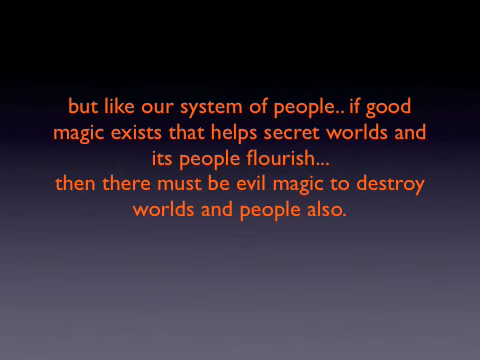 but like our system of people.. if good
magic exists that helps secret worlds and
its people flourish...
then there must be evil magic to destroy
worlds and people also.